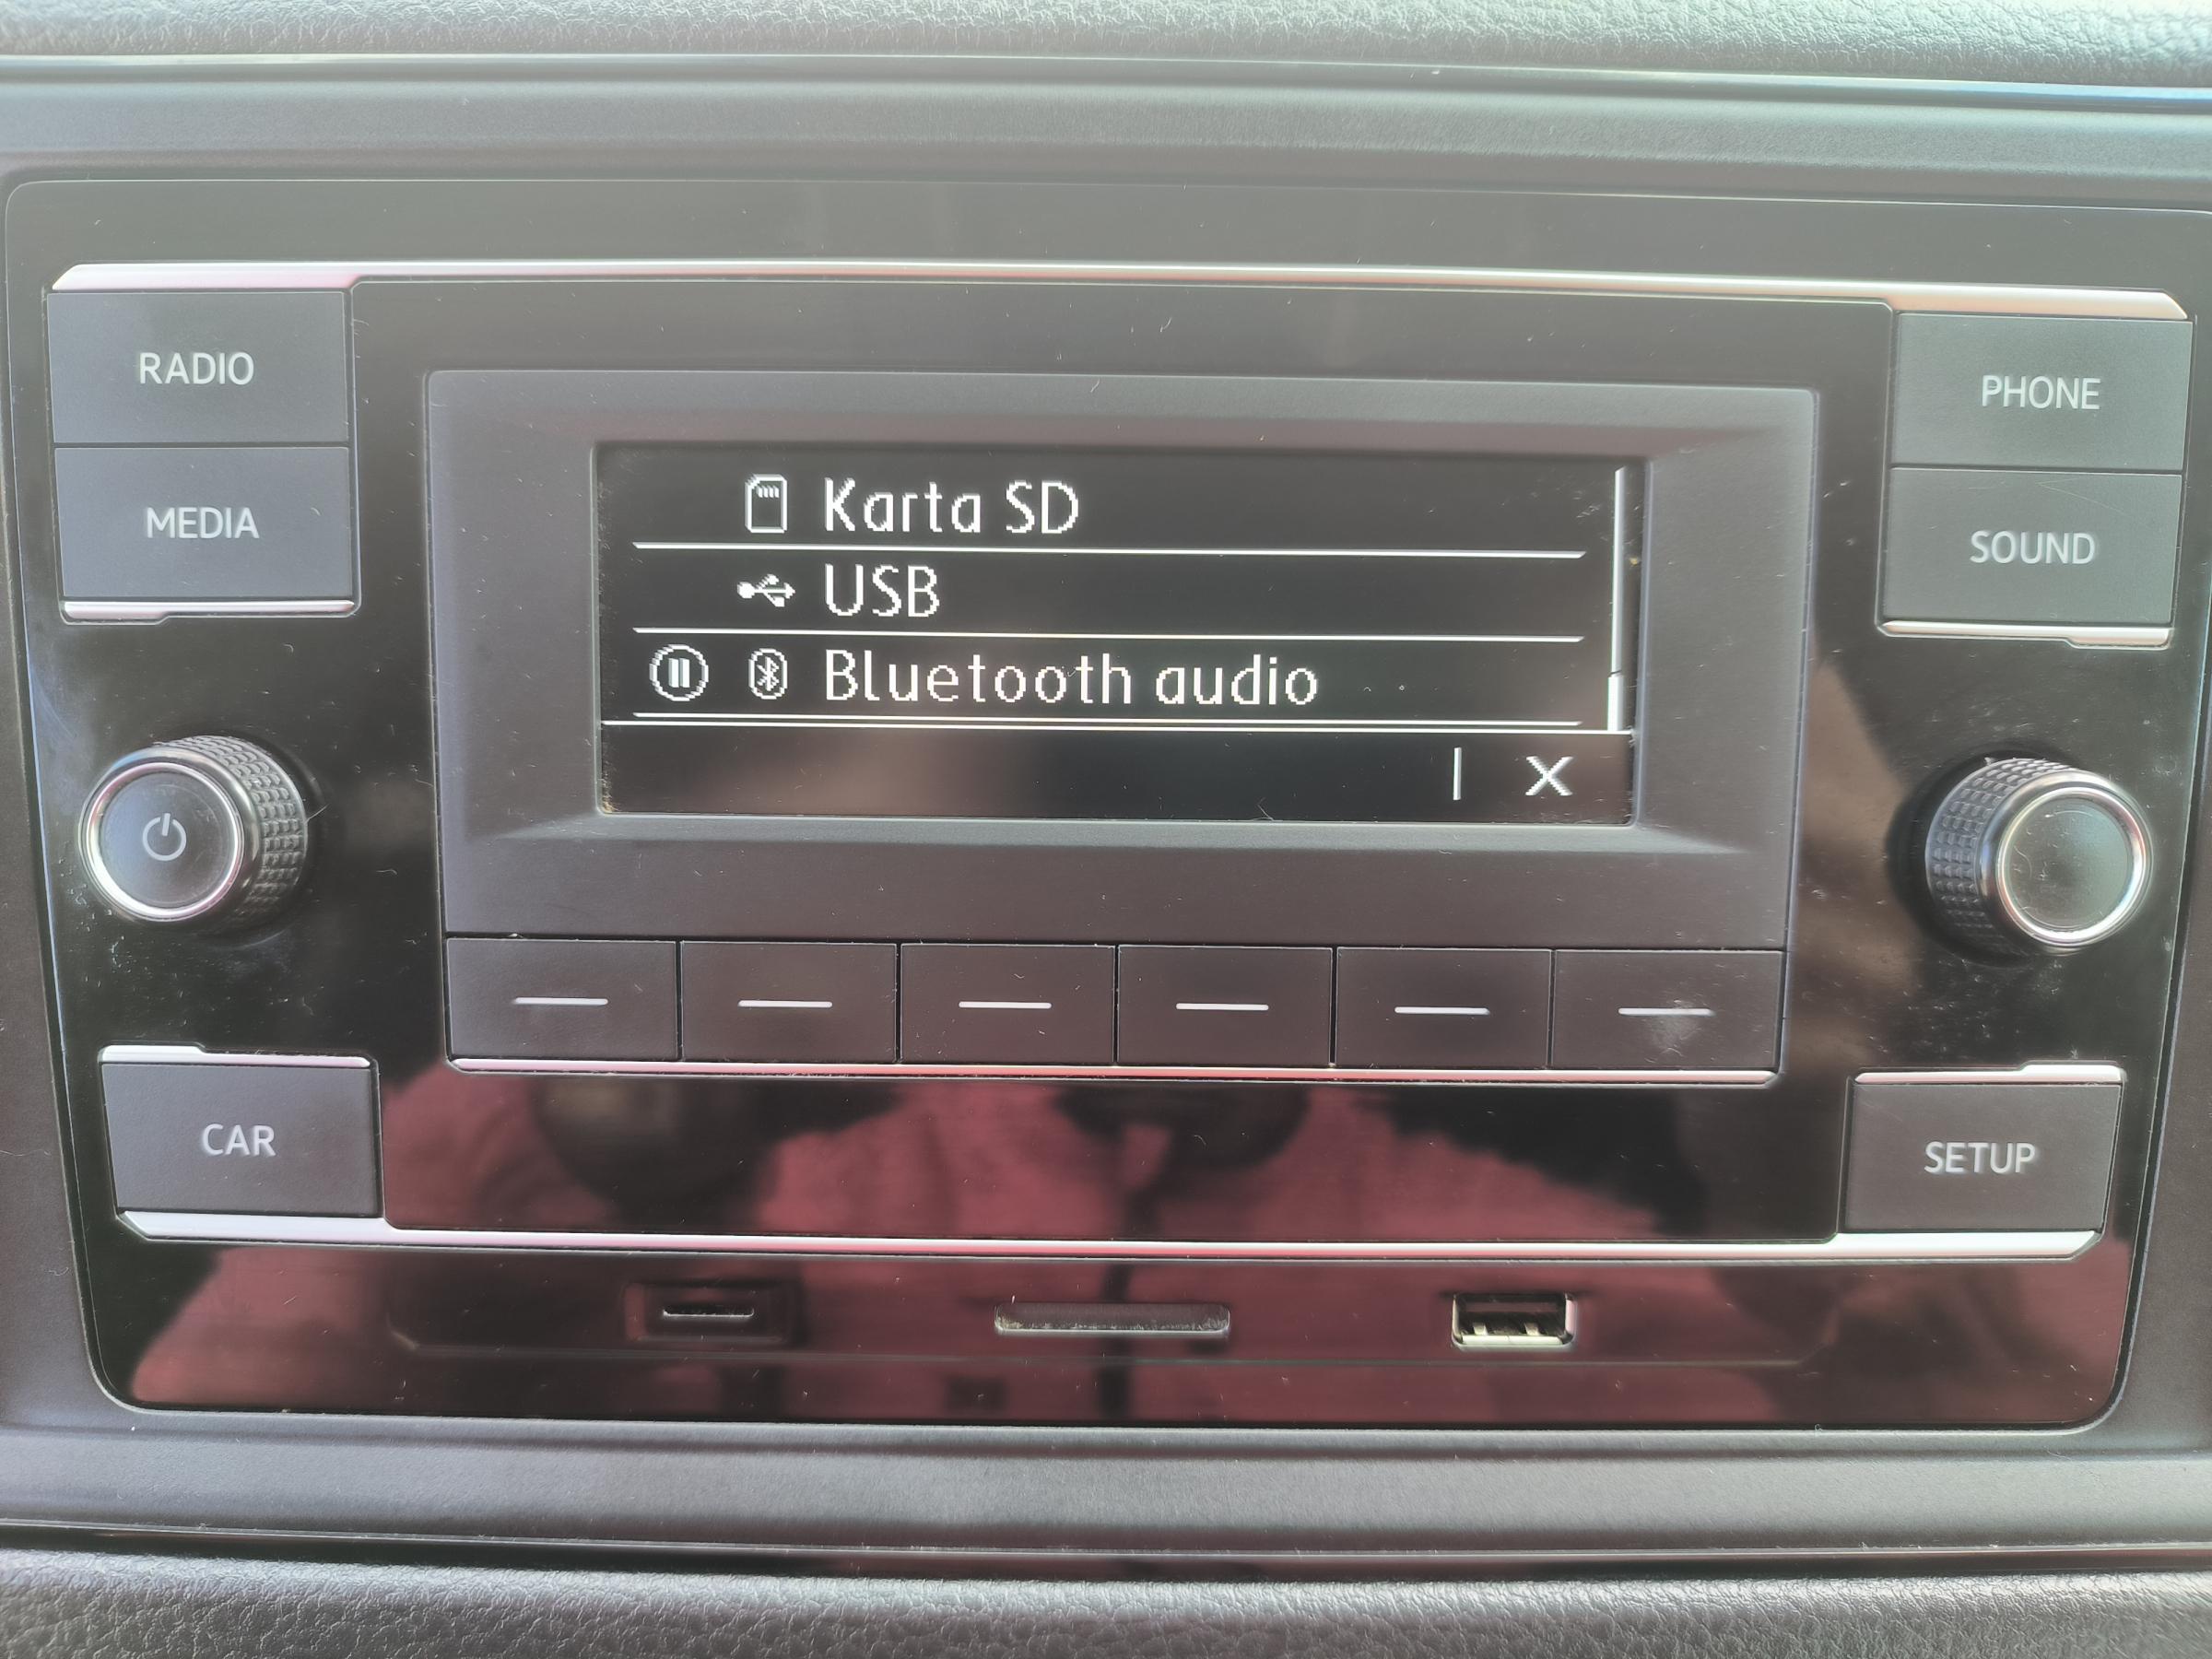 RADIO
PHONE
MEDIA
SOUND
Karta SD
USB
Bluetooth audio
X
CAR
SETUP